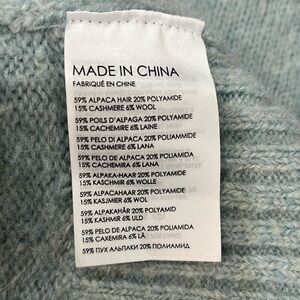 MADE IN CHINA
FABRIQUÉ EN CHINE
59% ALPACA HAIR 20% POLYAMIDE
15% CASHMERE 6% WOOL
59% POILS D'ALPAGA 20% POLYAMIDE
15% CACHEMIRE 6% LAINE
59% PELO DI ALPACA 20% POLIAMMIDE
15% CASHMERE 6% LANA
59% PELO DE ALPACA 20% POLIAMIDA
15% CACHEMIRA 6% LANA
59% ALPAKA-HAAR 20% POLYAMID
15% KASCHMIR 6% WOLLE
59% ALPACAHAAR 20% POLYAMIDE
15% KASJMIER 6% WOL
59% ALPAKAHÅR 20% POLYAMID
15% KASHMIR 6% ULD
59% PELO DE ALPACA 20% POLIAMIDA
15% CAXEMIRA 6% LÃ
59% ПУХ АЛЬПАКИ 20% ПОЛИАМИД